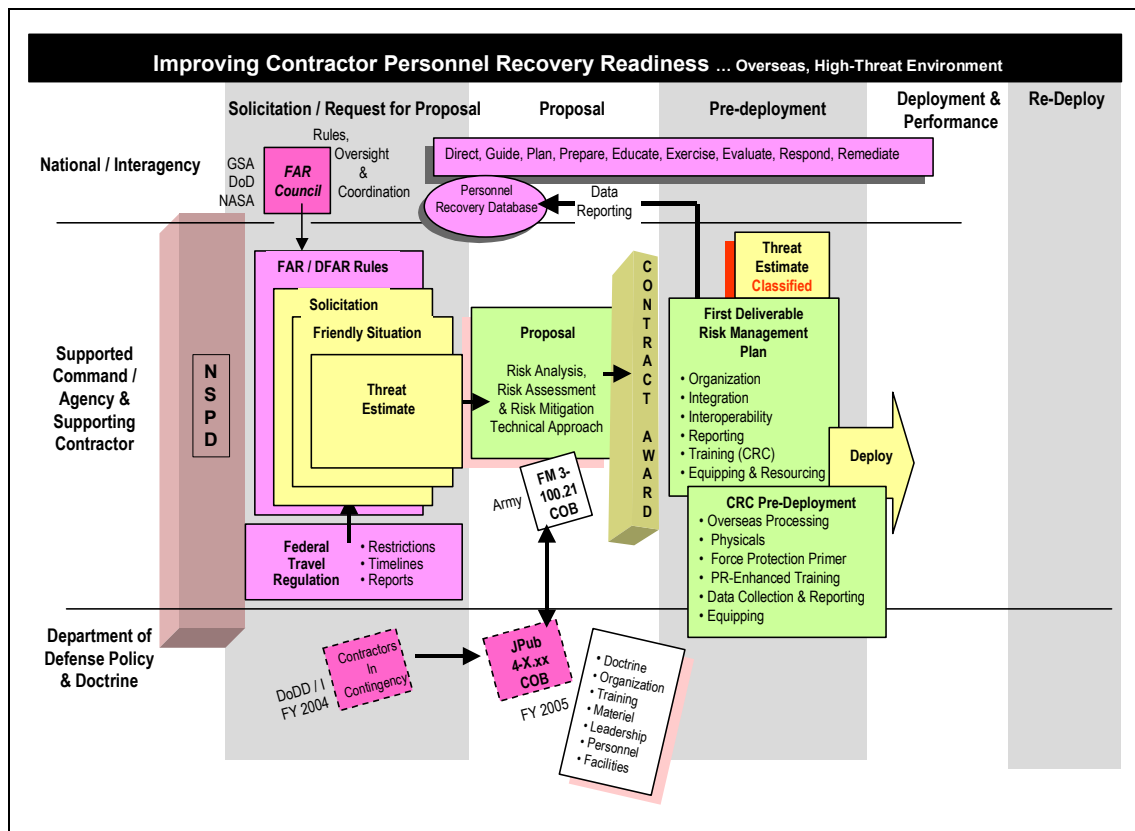 Improving Contractor Personnel Recovery Readiness ... Overseas, High-Threat Environment
Solicitation / Request for Proposal
Proposal
Pre-deployment
Deployment &
Performance
Re-Deploy
National / Interagency
GSA
DoD
NASA
FAR
Council
Rules,
Oversight
&
Coordination
Direct, Guide, Plan, Prepare, Educate, Exercise, Evaluate, Respond, Remediate
Personnel
Recovery Database
Data
Reporting
Supported
Command /
Agency &
Supporting
Contractor
N
S
P
D
FAR / DFAR Rules
Solicitation
Friendly Situation
Threat
Estimate
Federal
Travel
Regulation
• Restrictions
• Timelines
• Reports
Proposal
Risk Analysis,
Risk Assessment
& Risk Mitigation
Technical Approach
Army
FM 3-
100.21
COB
C
O
N
T
R
A
C
T
A
W
A
R
D
Threat
Estimate
Classified
First Deliverable
Risk Management
Plan
• Organization
• Integration
• Interoperability
• Reporting
• Training (CRC)
• Equipping & Resourcing
Deploy
CRC Pre-Deployment
• Overseas Processing
• Physicals
• Force Protection Primer
• PR-Enhanced Training
• Data Collection & Reporting
• Equipping
Department of
Defense Policy
& Doctrine
DoDD / I
FY 2004
Contractors
In
Contingency
JPub
4-X.xx
COB
FY 2005
• Doctrine
• Organization
• Training
• Materiel
• Leadership
• Personnel
• Facilities